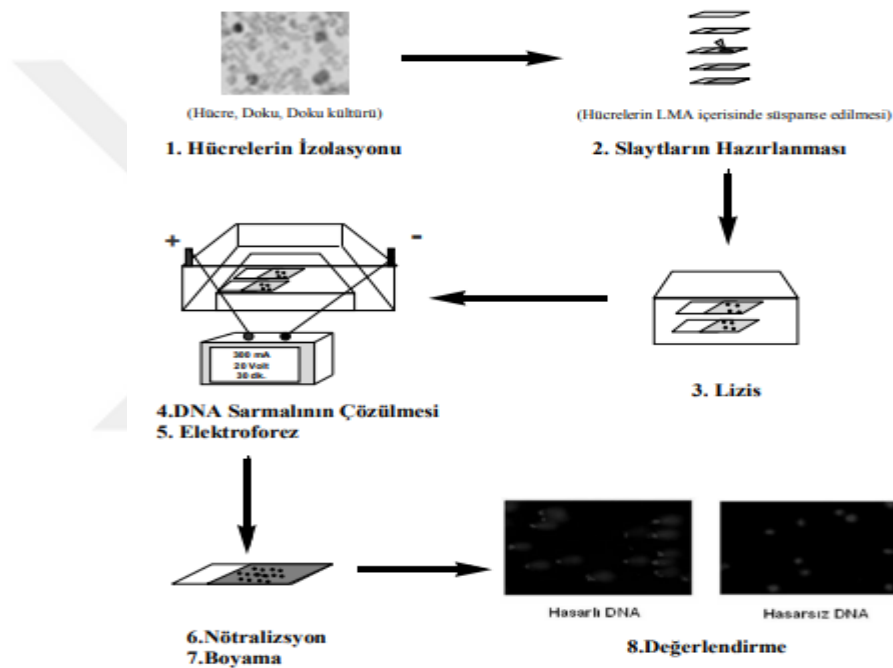 (Hücre, Doku, Doku kültürü)
1. Hücrelerin İzolasyonu
(Hücrelerin LMA içerisinde süspanse edilmesi)
2. Slaytların Hazırlanması
3. Lizis
+
-
300 mA
20 Volt
30 dk.
4.DNA Sarmalının Çözülmesi
5. Elektroforez
6.Nötralizsyon
7.Boyama
Hasarlı DNA
Hasarsız DNA
8.Değerlendirme